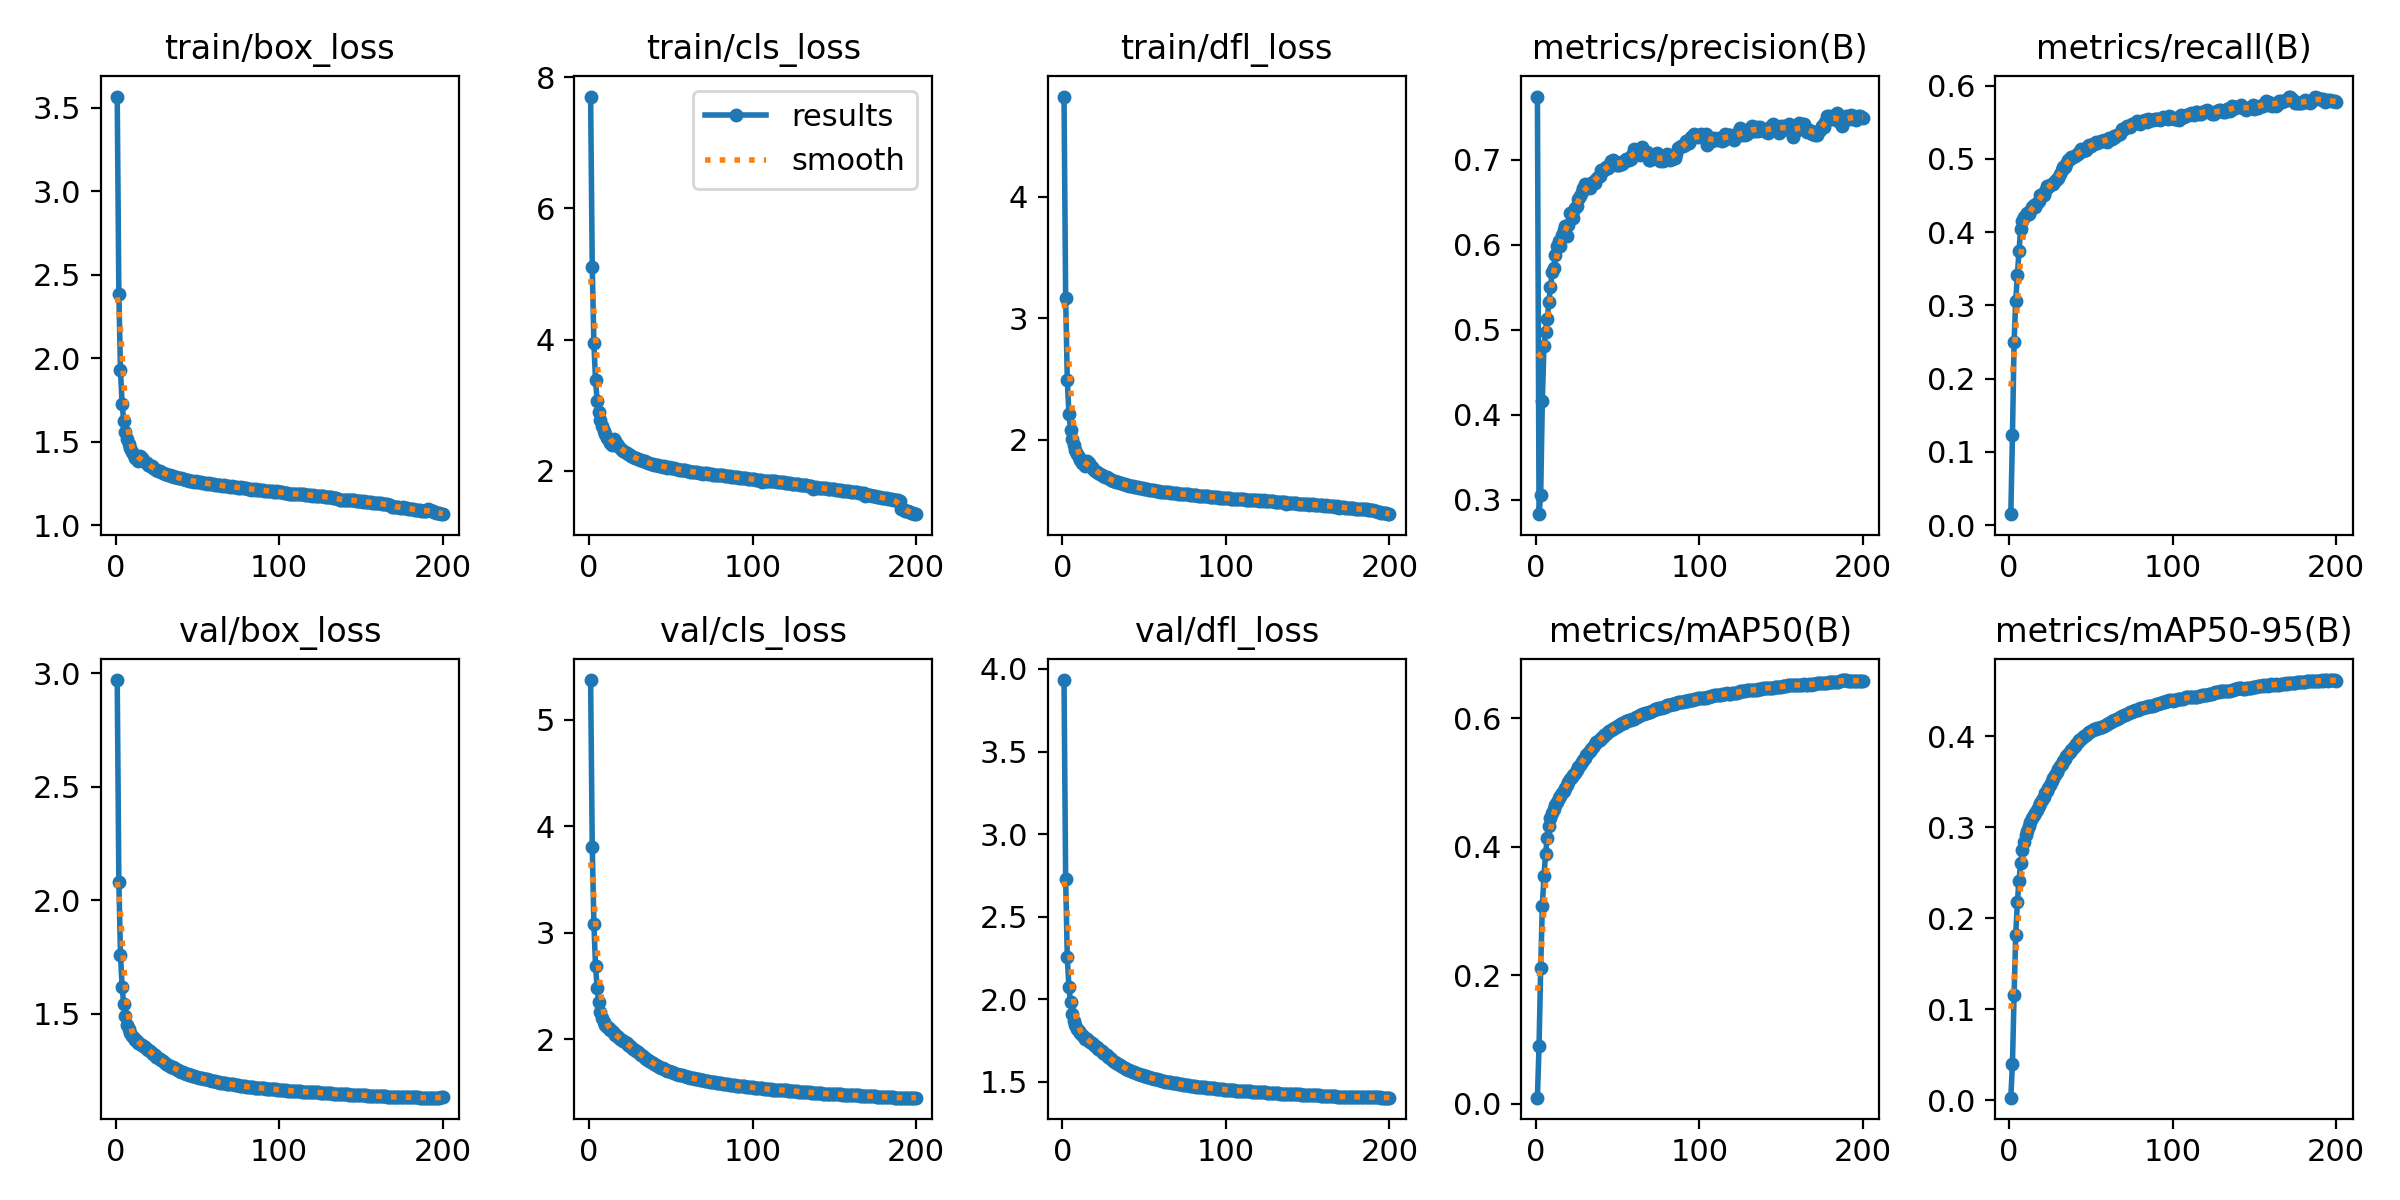 train/box_loss
train/cls_loss
train/dfl_loss
metrics/precision(B)
metrics/recall(B)
3.5
3.0
2.5
2.0
1.5
1.0
0 100 200
8
6
4
2
results
smooth
0 100 200
4
3
2
0 100 200
0.7
0.6
0.5
0.4
0.3
0 100 200
0.6
0.5
0.4
0.3
0.2
0.1
0.0
0 100 200
val/box_loss
val/cls_loss
val/dfl_loss
metrics/mAP50(B)
metrics/mAP50-95(B)
3.0
2.5
2.0
1.5
0 100 200
5
4
3
2
0 100 200
4.0
3.5
3.0
2.5
2.0
1.5
0 100 200
0.6
0.4
0.2
0.0
0 100 200
0.4
0.3
0.2
0.1
0.0
0 100 200